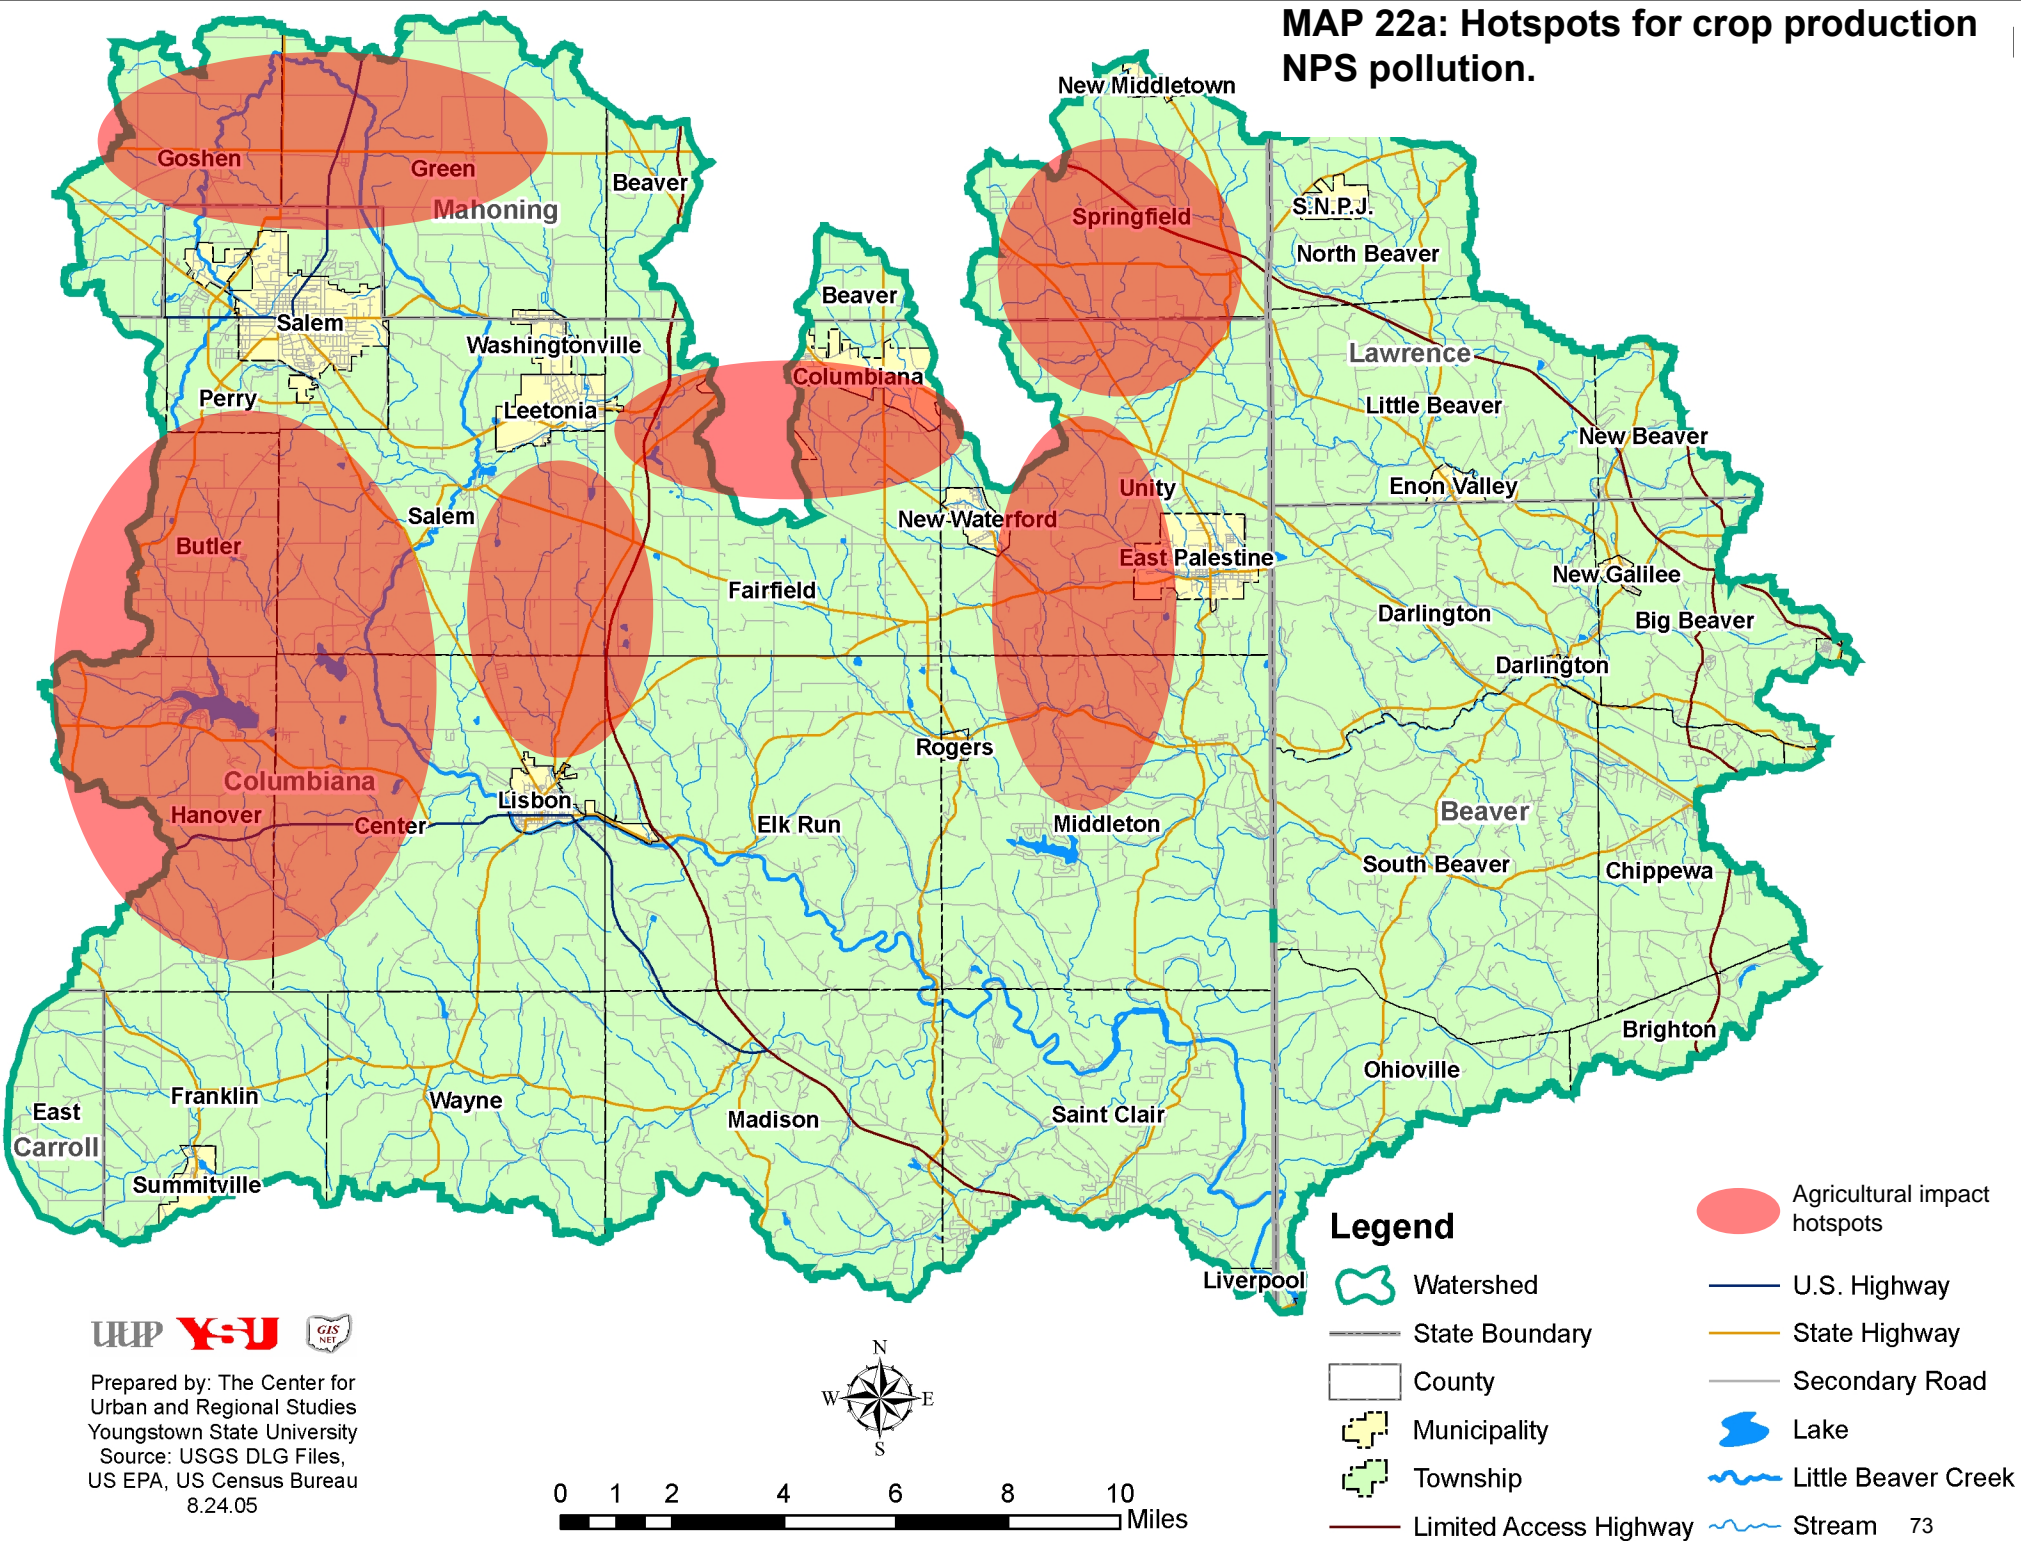 MAP 22a: Hotspots for crop production
NPS pollution.
New Middletown
Goshen
Green
Beaver
Mahoning
Springfield
S.N.P.J.
North Beaver
Beaver
Salem
Washingtonville
Lawrence
Columbiana
Perry
Leetonia
Little Beaver
New Beaver
Unity
Enon Valley
Salem
New Waterford
Butler
East Palestine
Fairfield
New Galilee
Darlington
Big Beaver
Darlington
Rogers
Columbiana
Hanover
Center
Lisbon
Elk Run
Middleton
Beaver
South Beaver
Chippewa
Brighton
Ohioville
Franklin
Wayne
East
Carroll
Madison
Saint Clair
Summitville
Liverpool
Legend
Agricultural impact
hotspots
Watershed
U.S. Highway
State Boundary
State Highway
County
Secondary Road
Municipality
Lake
Township
Little Beaver Creek
Limited Access Highway
Stream
73
UUP YSU GIS
NET
Prepared by: The Center for
Urban and Regional Studies
Youngstown State University
Source: USGS DLG Files,
US EPA, US Census Bureau
8.24.05
N
W E
S
0 1 2 4 6 8 10
Miles